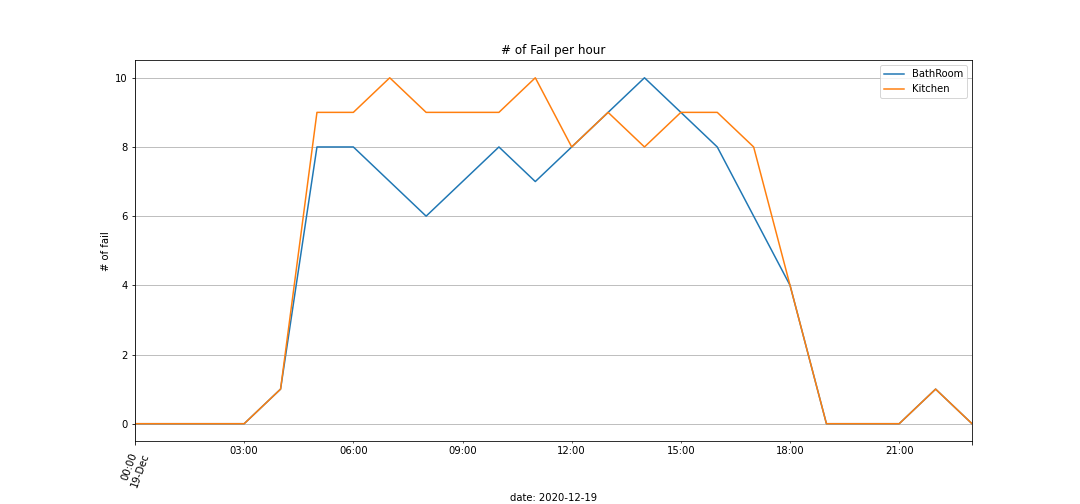 # of Fail per hour
BathRoom
Kitchen
10
8
6
4
2
0
# of fail
00:00
19-Dec
03:00
06:00
09:00
12:00
15:00
18:00
21:00
date: 2020-12-19